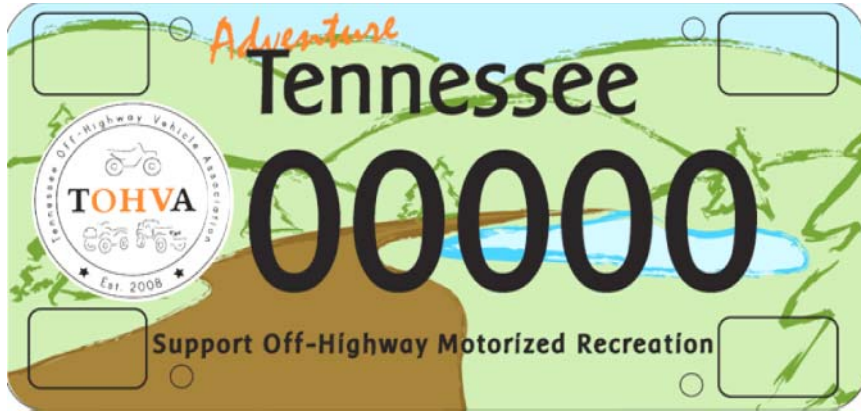 Adventure
Tennessee
Tennessee Off-Highway Vehicle Association
TOHVA
Est. 2008
00000
Support Off-Highway Motorized Recreation